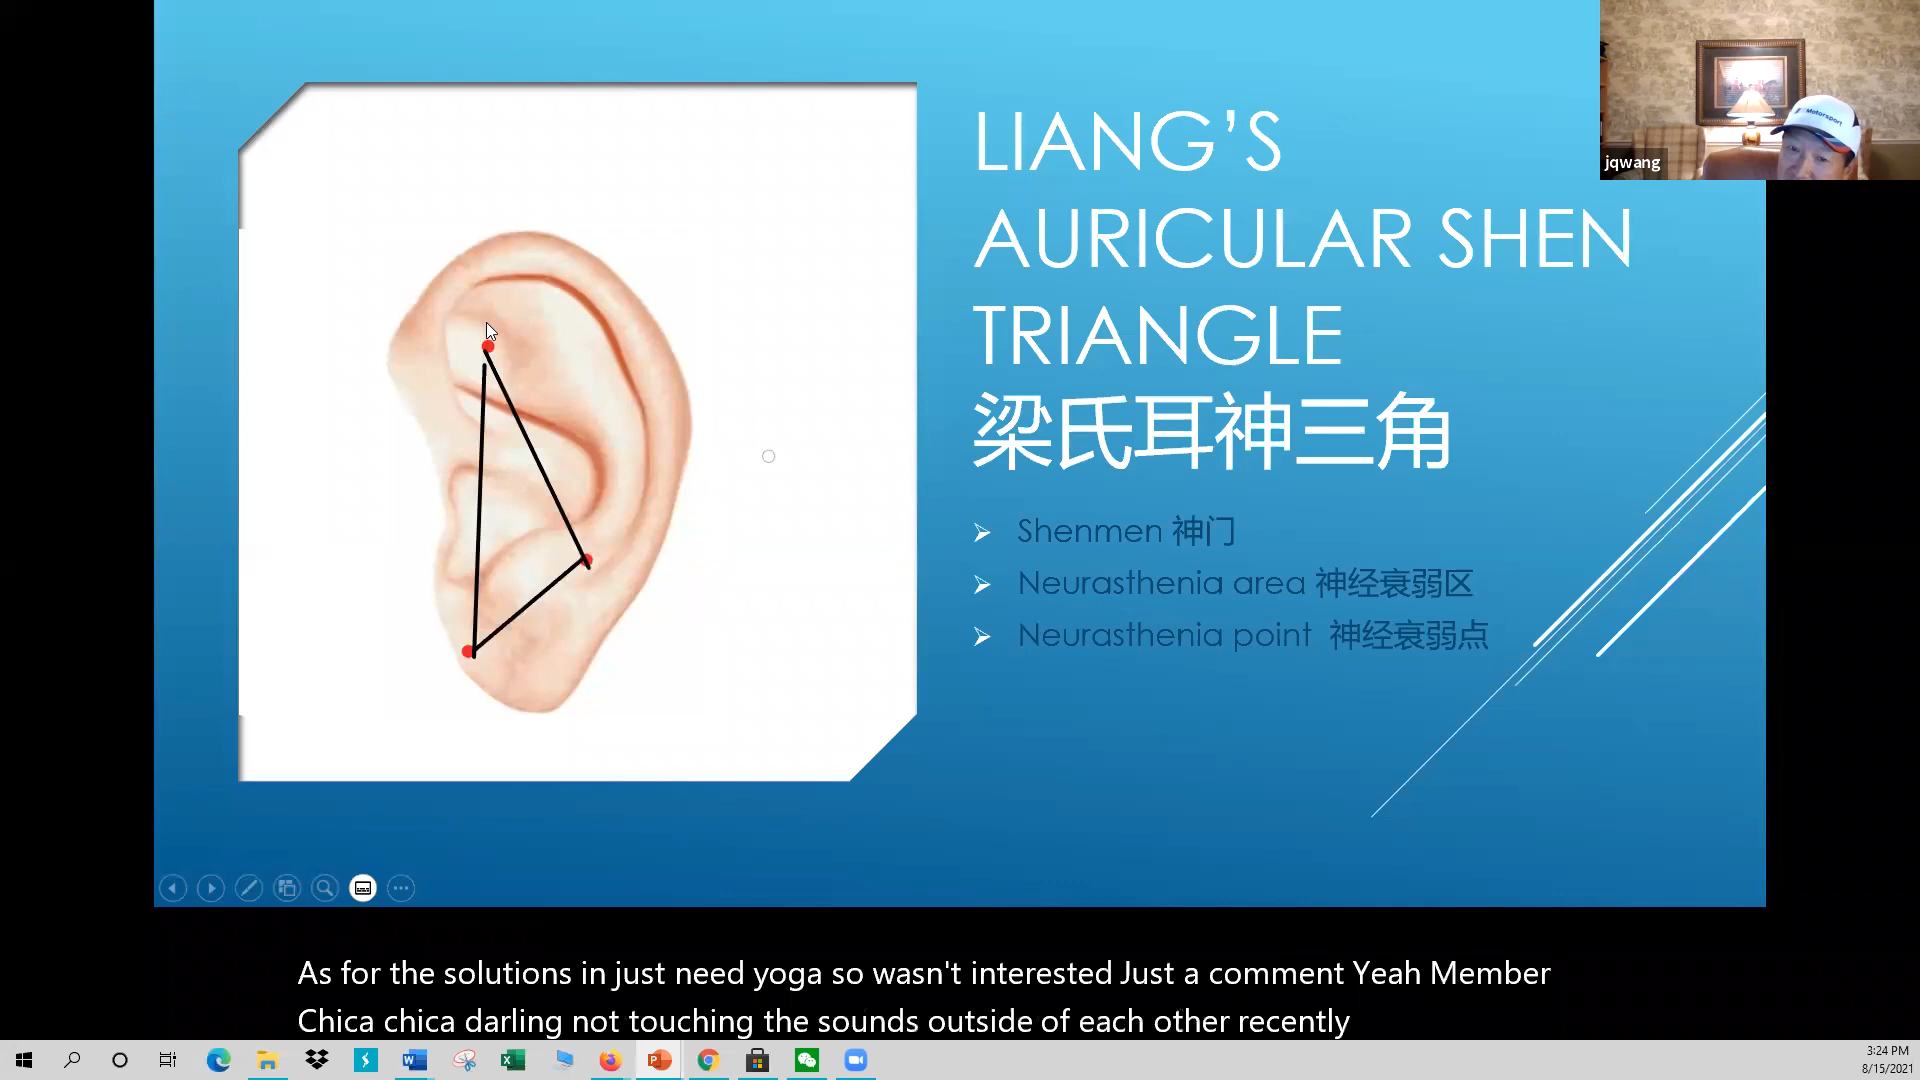 LIANG’S
AURICULAR SHEN
TRIANGLE
梁氏耳神三角
Shenmen 神门
Neurasthenia area 神经衰弱区
Neurasthenia point 神经衰弱点
Motorsport
jqwang
As for the solutions in just need yoga so wasn't interested Just a comment Yeah Member
Chica chica darling not touching the sounds outside of each other recently
3:24 PM
8/15/2021